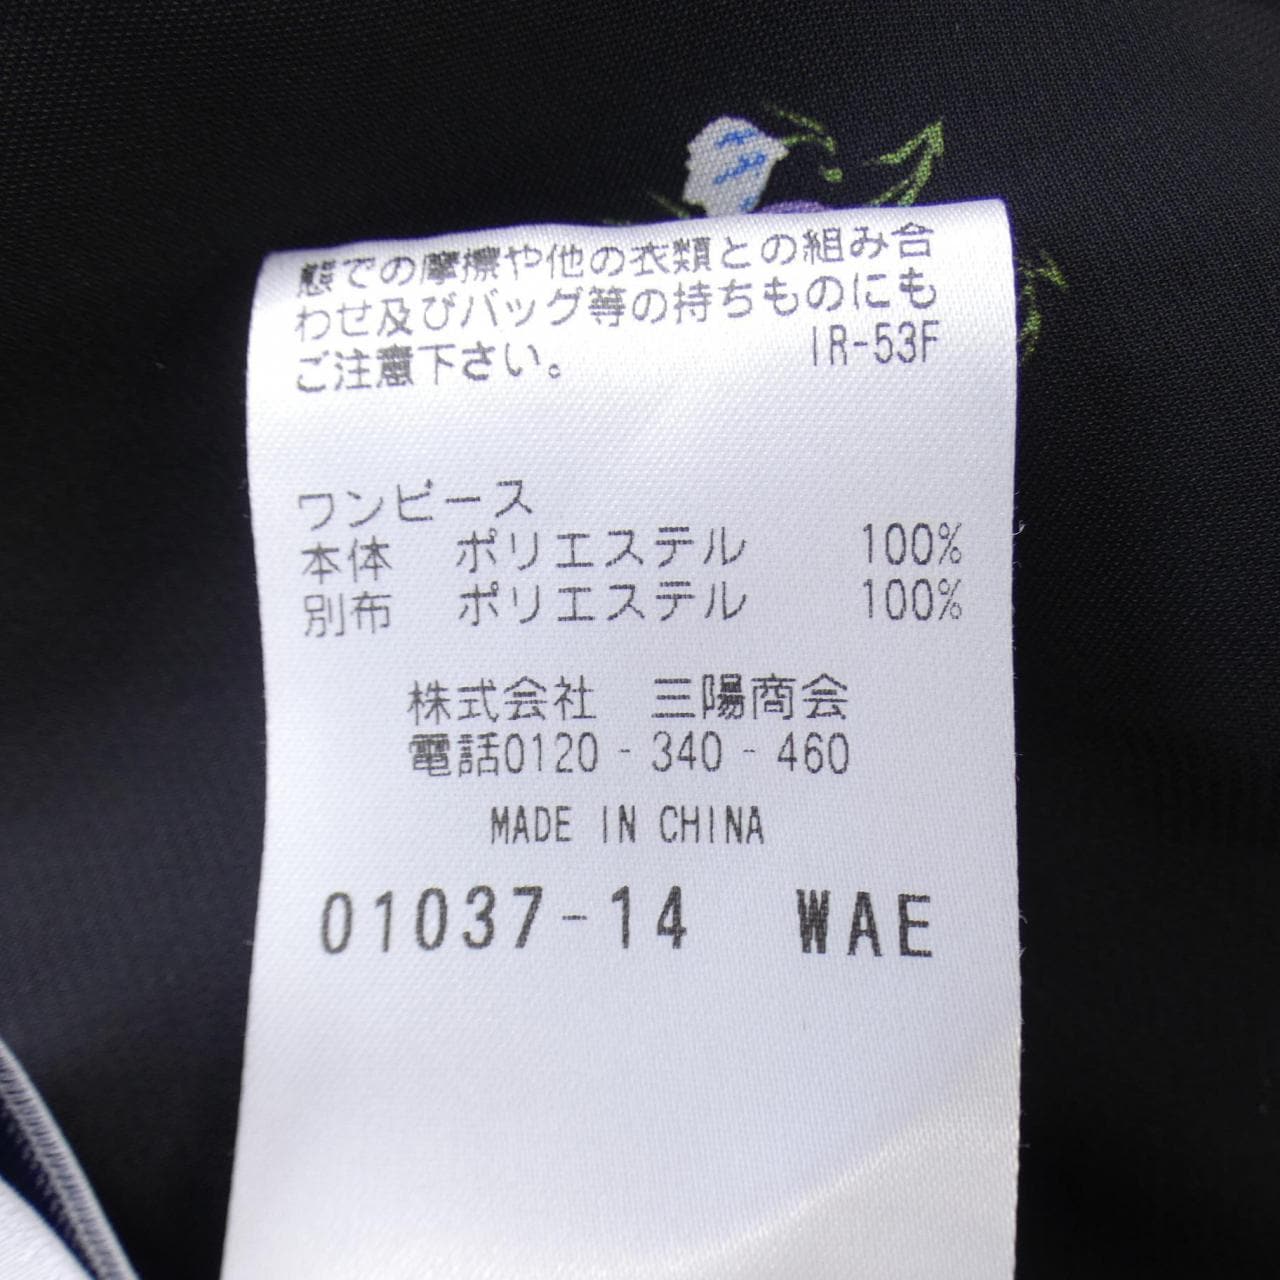 態での摩擦や他の衣類との組み合
わせ及びバッグ等の持ちものにも
ご注意下さい。 IR-53F
ワンピース
本体 ポリエステル 100%
別布 ポリエステル 100%
株式会社 三陽商会
電話0120-340-460
MADE IN CHINA
01037-14 WAE